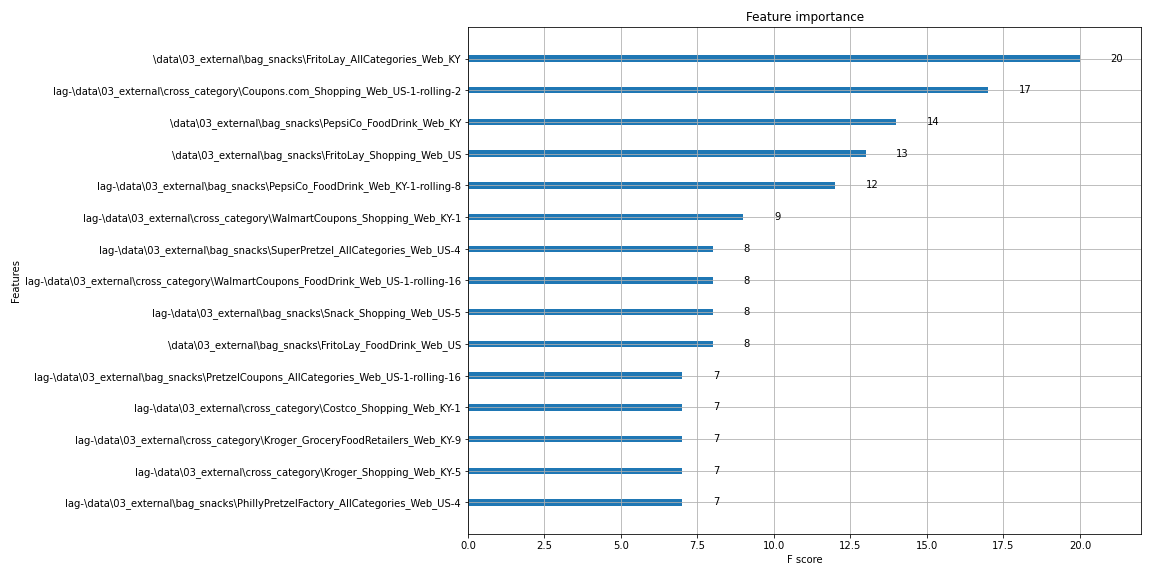 Feature importance
\data\03_external\bag_snacks\FritoLay_AllCategories_Web_KY 20
lag-\data\03_external\cross_category\Coupons.com_Shopping_Web_US-1-rolling-2 17
\data\03_external\bag_snacks\PepsiCo_FoodDrink_Web_KY 14
\data\03_external\bag_snacks\FritoLay_Shopping_Web_US 13
lag-\data\03_external\bag_snacks\PepsiCo_FoodDrink_Web_KY-1-rolling-8 12
lag-\data\03_external\cross_category\WalmartCoupons_Shopping_Web_KY-1 9
lag-\data\03_external\bag_snacks\SuperPretzel_AllCategories_Web_US-4 8
lag-\data\03_external\cross_category\WalmartCoupons_FoodDrink_Web_US-1-rolling-16 8
lag-\data\03_external\bag_snacks\Snack_Shopping_Web_US-5 8
\data\03_external\bag_snacks\FritoLay_FoodDrink_Web_US 8
lag-\data\03_external\bag_snacks\PretzelCoupons_AllCategories_Web_US-1-rolling-16 7
lag-\data\03_external\cross_category\Costco_Shopping_Web_KY-1 7
lag-\data\03_external\cross_category\Kroger_GroceryFoodRetailers_Web_KY-9 7
lag-\data\03_external\cross_category\Kroger_Shopping_Web_KY-5 7
lag-\data\03_external\bag_snacks\PhillyPretzelFactory_AllCategories_Web_US-4 7
Features
0.0 2.5 5.0 7.5 10.0 12.5 15.0 17.5 20.0
F score